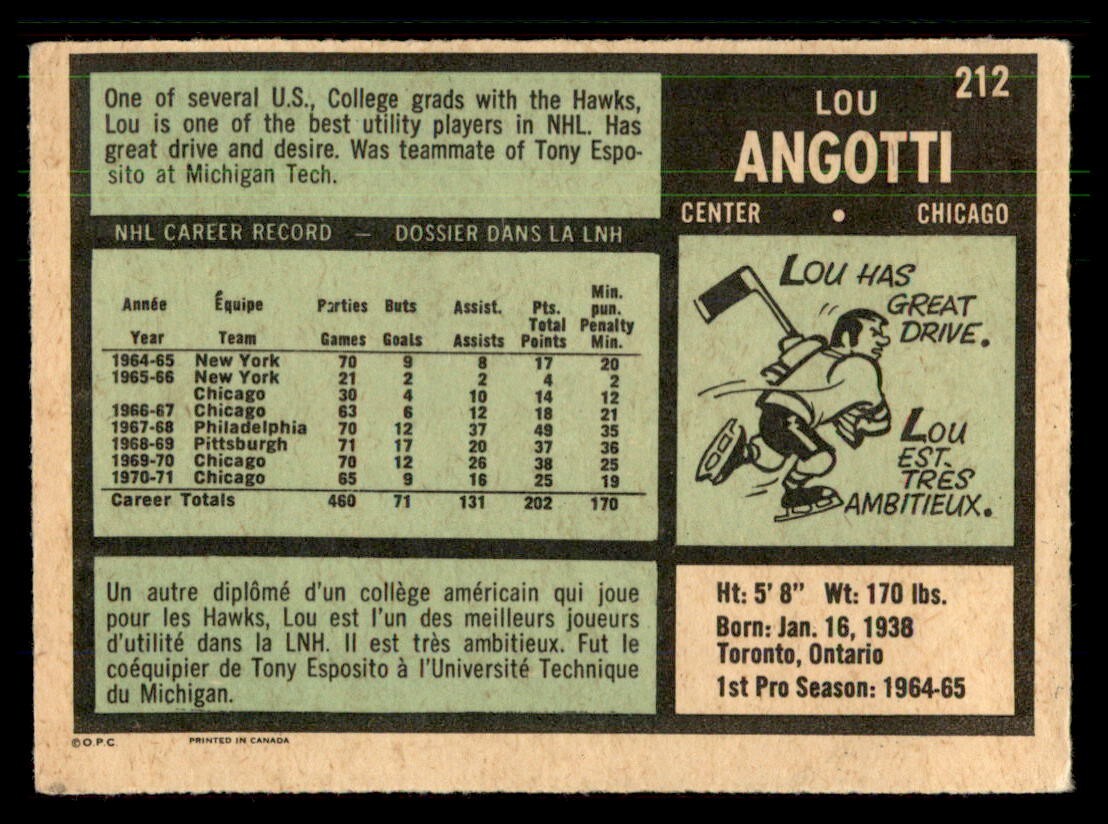 One of several U.S., College grads with the Hawks,
Lou is one of the best utility players in NHL. Has
great drive and desire. Was teammate of Tony Espo-
sito at Michigan Tech.
212
LOU
ANGOTTI
CENTER • CHICAGO
NHL CAREER RECORD — DOSSIER DANS LA LNH
Année Équipe Parties Buts Assist. Pts. Min. pun.
Year Team Games Goals Assists Total Points Penalty Min.
1964-65 New York 70 9 8 17 20
1965-66 New York 21 2 2 4 2
Chicago 30 4 10 14 12
1966-67 Chicago 63 6 12 18 21
1967-68 Philadelphia 70 12 37 49 35
1968-69 Pittsburgh 71 17 20 37 36
1969-70 Chicago 70 12 26 38 25
1970-71 Chicago 65 9 16 25 19
Career Totals 460 71 131 202 170
LOU HAS
GREAT
DRIVE.
LOU
EST
TRÈS
AMBITIEUX.
Un autre diplômé d'un collège américain qui joue
pour les Hawks, Lou est l'un des meilleurs joueurs
d'utilité dans la LNH. Il est très ambitieux. Fut le
coéquipier de Tony Esposito à l'Université Technique
du Michigan.
Ht: 5' 8" Wt: 170 lbs.
Born: Jan. 16, 1938
Toronto, Ontario
1st Pro Season: 1964-65
© O.P.C. PRINTED IN CANADA